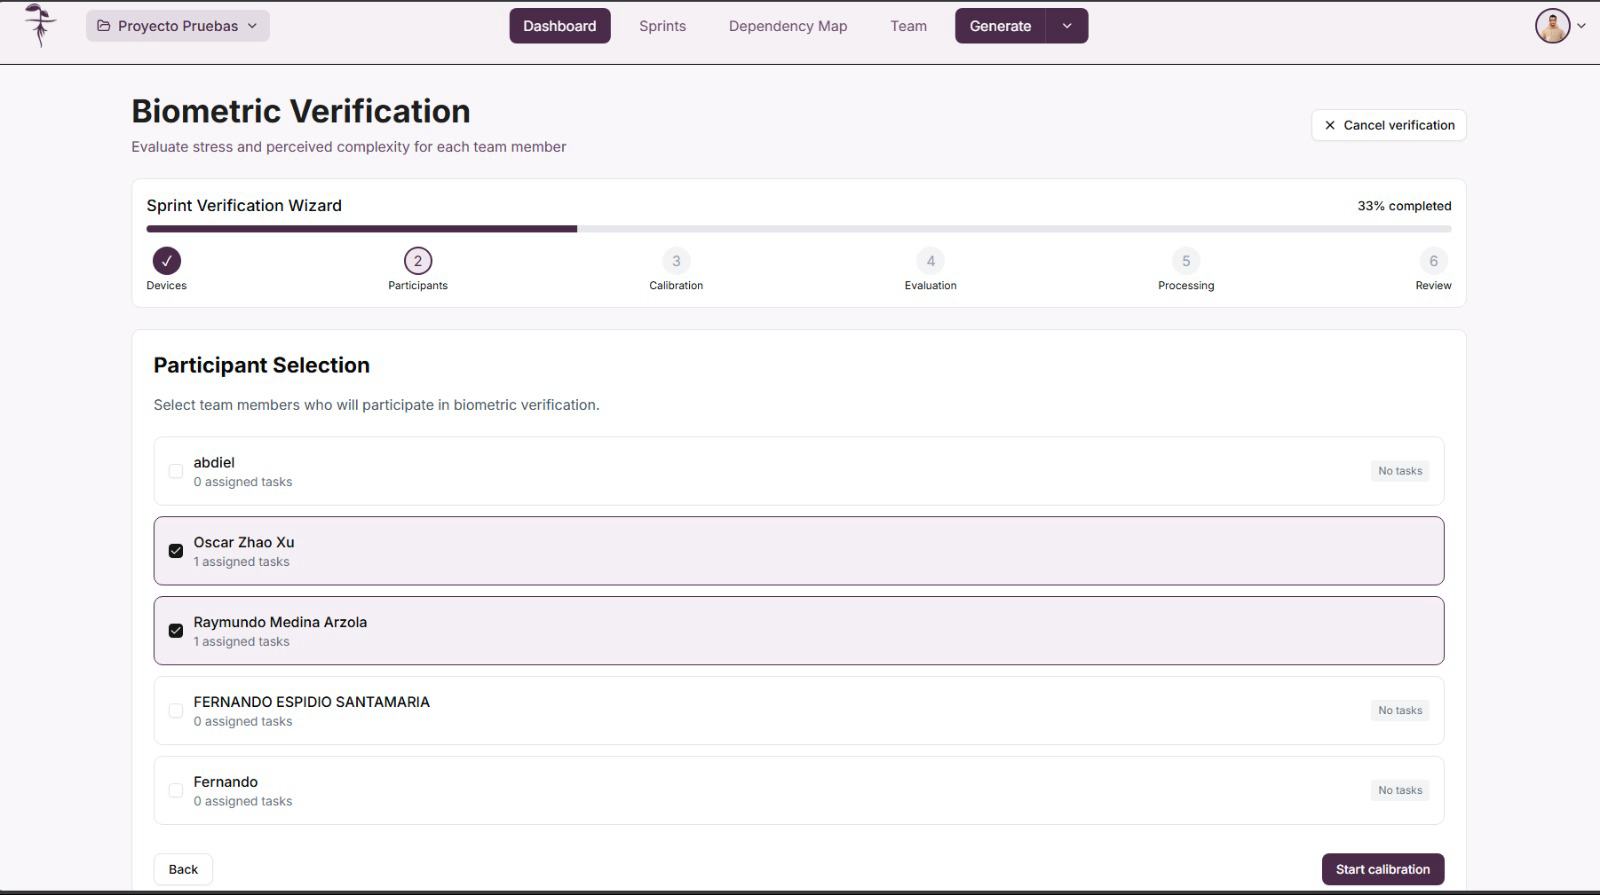 Proyecto Pruebas
Dashboard
Sprints
Dependency Map
Team
Generate
Biometric Verification
Cancel verification
Evaluate stress and perceived complexity for each team member
Sprint Verification Wizard
33% completed
2
3
4
5
6
Devices
Participants
Calibration
Evaluation
Processing
Review
Participant Selection
Select team members who will participate in biometric verification.
abdiel
0 assigned tasks
No tasks
Oscar Zhao Xu
1 assigned tasks
Raymundo Medina Arzola
1 assigned tasks
FERNANDO ESPIDIO SANTAMARIA
0 assigned tasks
No tasks
Fernando
0 assigned tasks
No tasks
Back
Start calibration